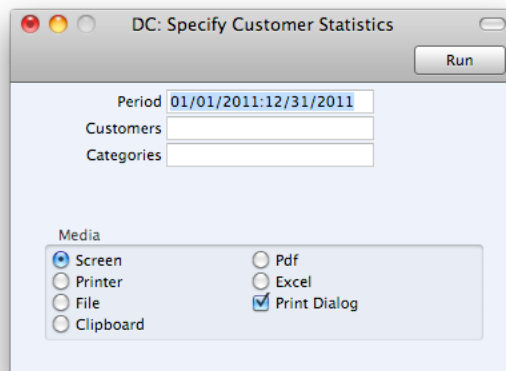 DC: Specify Customer Statistics
Run
Period 01/01/2011:12/31/2011
Customers
Categories
Media
Screen
Pdf
Printer
Excel
File
Print Dialog
Clipboard